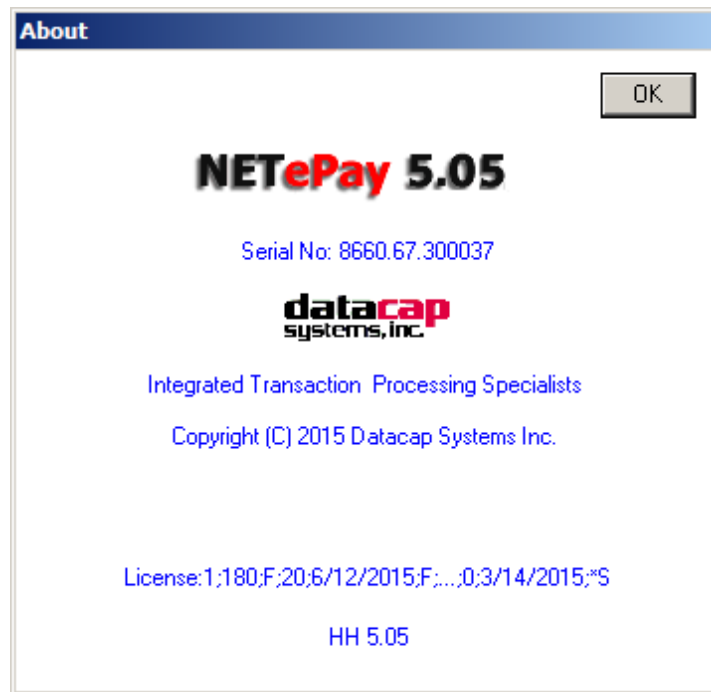 About
OK
NETePay 5.05
Serial No: 8660.67.300037
datacap
systems, inc.
Integrated Transaction  Processing Specialists
Copyright (C) 2015 Datacap Systems Inc.
License:1;180;F;20;6/12/2015;F;...;0;3/14/2015;*S
HH 5.05